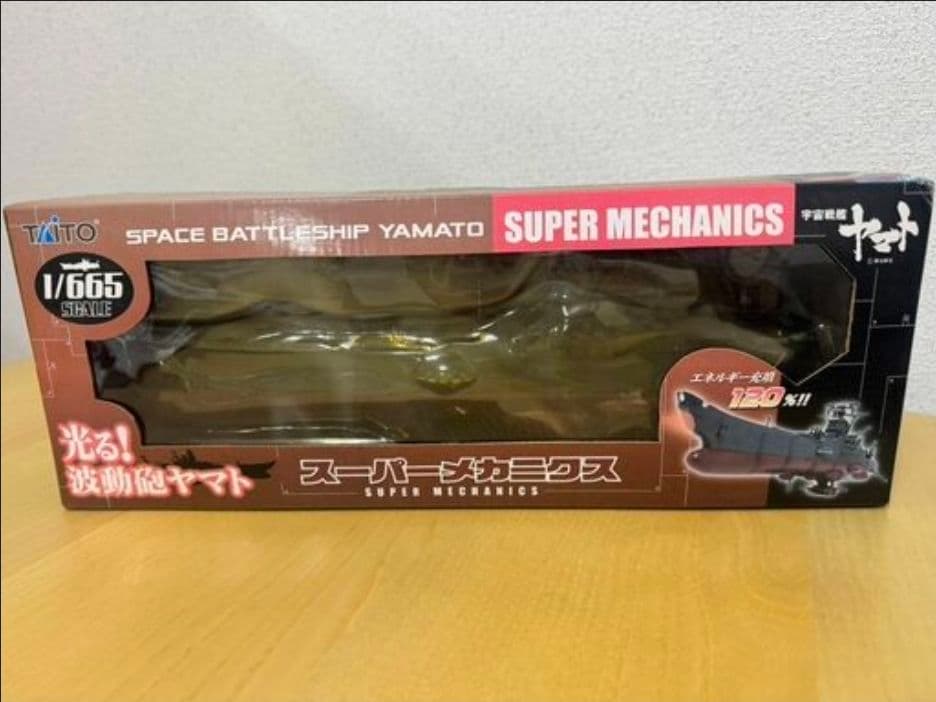 TAITO
SPACE BATTLESHIP YAMATO
SUPER MECHANICS
宇宙戦艦
ヤマト
1/665
SCALE
エネルギー充填
120%!!
光る!
波動砲ヤマト
スーパーメカニクス
SUPER MECHANICS